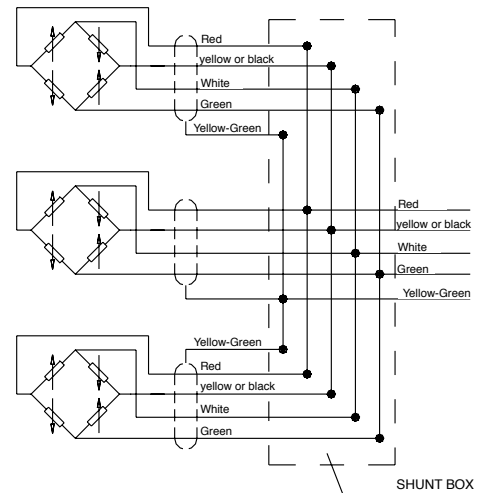 Red
yellow or black
White
Green
Yellow-Green
Red
yellow or black
White
Green
Yellow-Green
Yellow-Green
Red
yellow or black
White
Green
SHUNT BOX